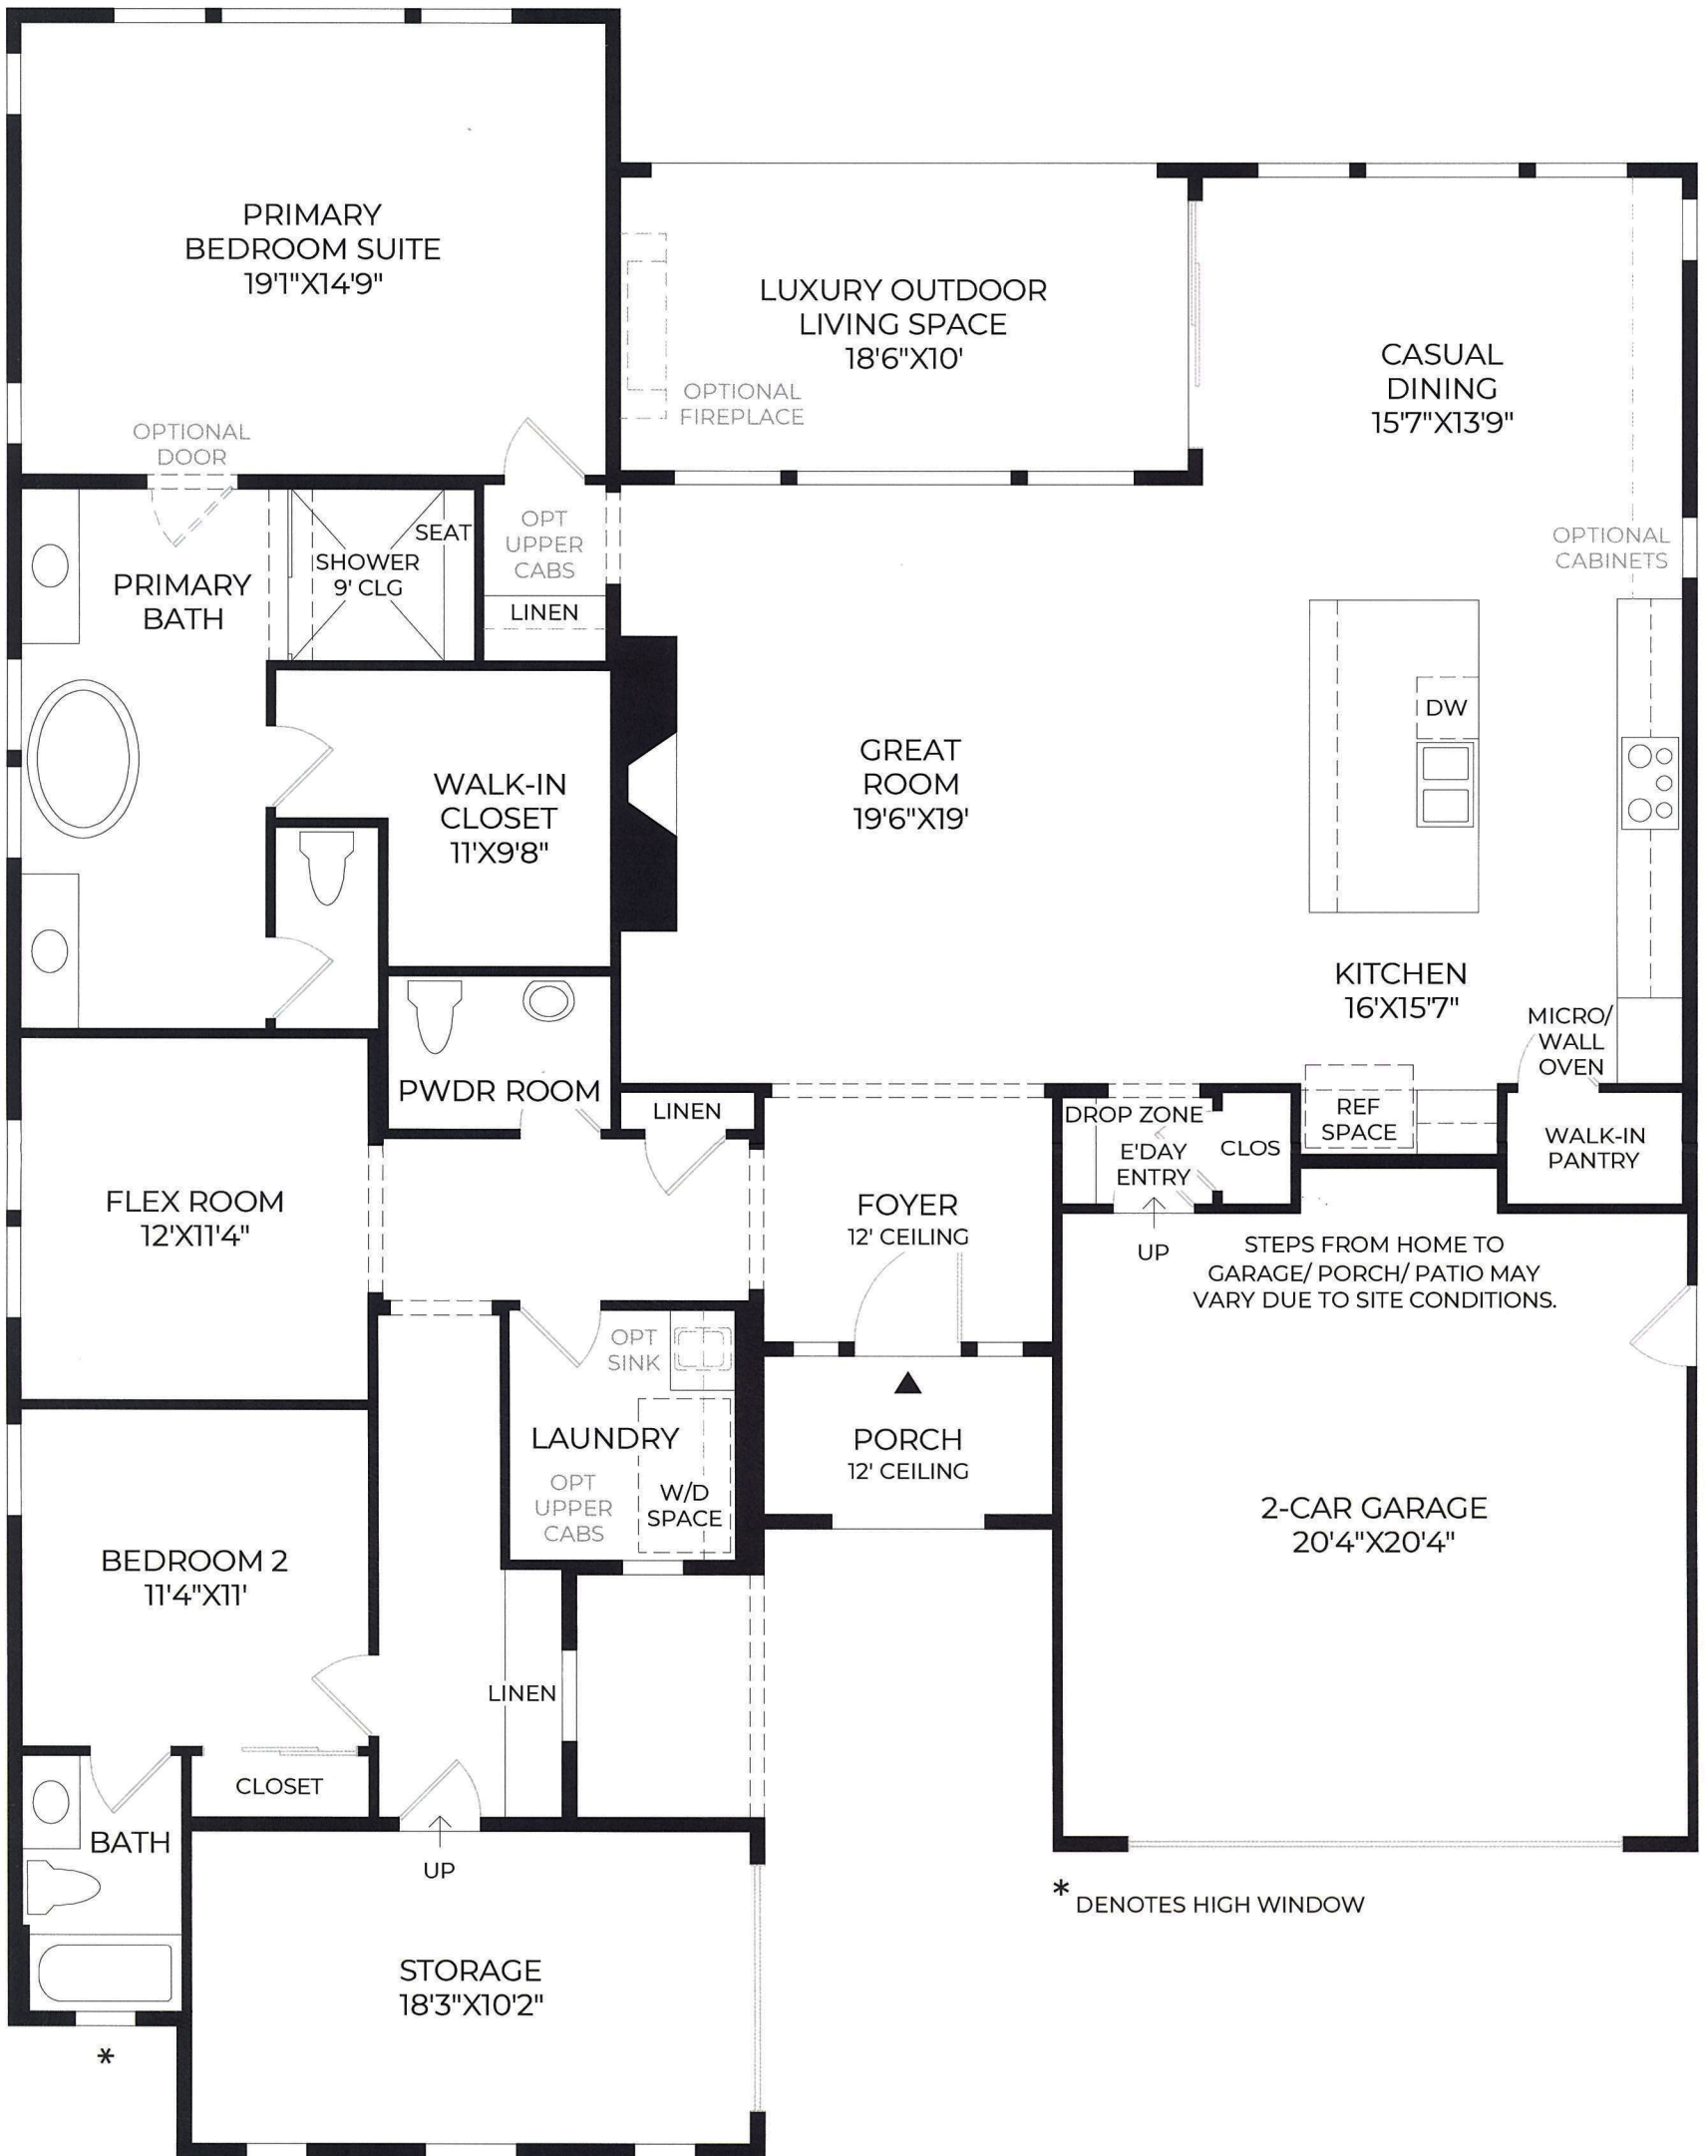 PRIMARY
BEDROOM SUITE
19'1"X14'9"
OPTIONAL
DOOR
LUXURY OUTDOOR
LIVING SPACE
18'6"X10'
OPTIONAL
FIREPLACE
CASUAL
DINING
15'7"X13'9"
OPTIONAL
CABINETS
PRIMARY
BATH
SHOWER
9' CLG
SEAT
OPT
UPPER
CABS
LINEN
WALK-IN
CLOSET
11'X9'8"
GREAT
ROOM
19'6"X19'
DW
KITCHEN
16'X15'7"
MICRO/
WALL
OVEN
PWDR ROOM
LINEN
DROP ZONE
E'DAY
ENTRY
CLOS
REF
SPACE
WALK-IN
PANTRY
FLEX ROOM
12'X11'4"
FOYER
12' CEILING
UP
STEPS FROM HOME TO
GARAGE/ PORCH/ PATIO MAY
VARY DUE TO SITE CONDITIONS.
OPT
SINK
LAUNDRY
OPT
UPPER
CABS
W/D
SPACE
PORCH
12' CEILING
2-CAR GARAGE
20'4"X20'4"
BEDROOM 2
11'4"X11'
LINEN
CLOSET
BATH
UP
* DENOTES HIGH WINDOW
STORAGE
18'3"X10'2"
*